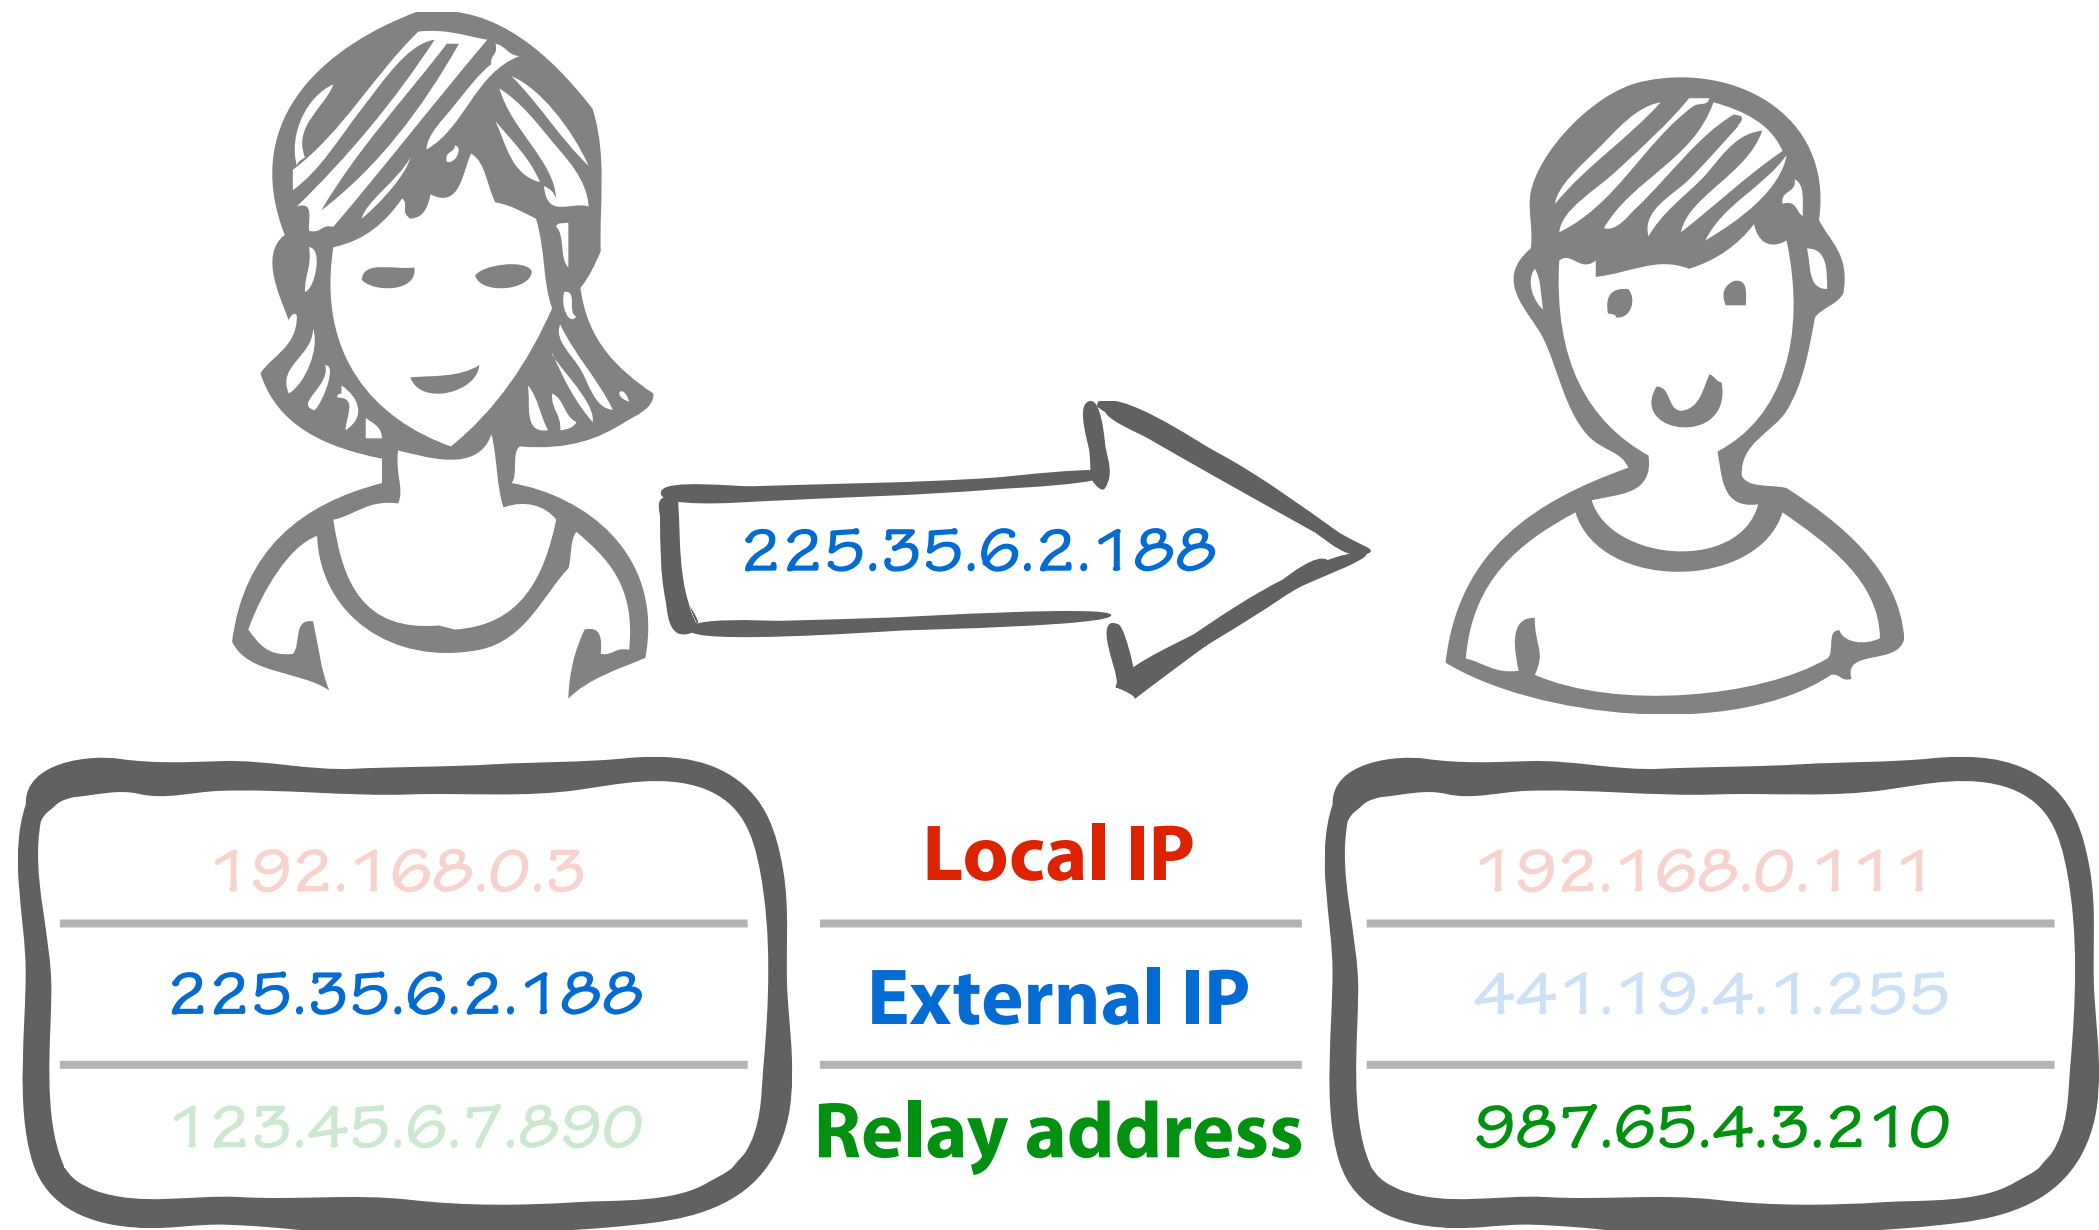 225.35.6.2.188
192.168.0.3 Local IP 192.168.0.111
225.35.6.2.188 External IP 441.19.4.1.255
123.45.6.7.890 Relay address 987.65.4.3.210